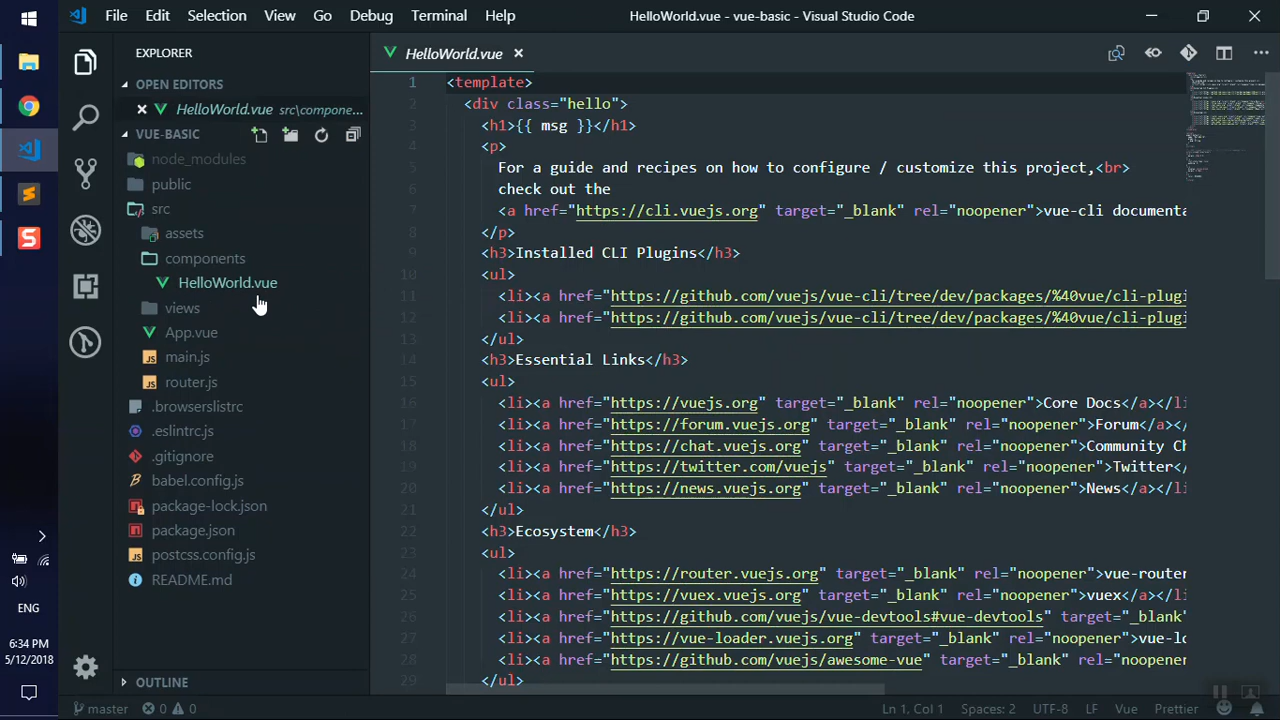 File Edit Selection View Go Debug Terminal Help
HelloWorld.vue - vue-basic - Visual Studio Code
EXPLORER
OPEN EDITORS
HelloWorld.vue src\compone...
VUE-BASIC
node_modules
public
src
assets
components
HelloWorld.vue
views
App.vue
main.js
router.js
.browserslistrc
.eslintrc.js
.gitignore
babel.config.js
package-lock.json
package.json
postcss.config.js
README.md
OUTLINE
HelloWorld.vue
1 <template>
2 <div class="hello">
3 <h1>{{ msg }}</h1>
4 <p>
5 For a guide and recipes on how to configure / customize this project,<br>
6 check out the
7 <a href="https://cli.vuejs.org" target="_blank" rel="noopener">vue-cli documenta
8 </p>
9 <h3>Installed CLI Plugins</h3>
10 <ul>
11 <li><a href="https://github.com/vuejs/vue-cli/tree/dev/packages/%40vue/cli-plugi
12 <li><a href="https://github.com/vuejs/vue-cli/tree/dev/packages/%40vue/cli-plugi
13 </ul>
14 <h3>Essential Links</h3>
15 <ul>
16 <li><a href="https://vuejs.org" target="_blank" rel="noopener">Core Docs</a></li
17 <li><a href="https://forum.vuejs.org" target="_blank" rel="noopener">Forum</a></
18 <li><a href="https://chat.vuejs.org" target="_blank" rel="noopener">Community Ch
19 <li><a href="https://twitter.com/vuejs" target="_blank" rel="noopener">Twitter</
20 <li><a href="https://news.vuejs.org" target="_blank" rel="noopener">News</a></li
21 </ul>
22 <h3>Ecosystem</h3>
23 <ul>
24 <li><a href="https://router.vuejs.org" target="_blank" rel="noopener">vue-router
25 <li><a href="https://vuex.vuejs.org" target="_blank" rel="noopener">vuex</a></li
26 <li><a href="https://github.com/vuejs/vue-devtools#vue-devtools" target="_blank"
27 <li><a href="https://vue-loader.vuejs.org" target="_blank" rel="noopener">vue-lo
28 <li><a href="https://github.com/vuejs/awesome-vue" target="_blank" rel="noopener
29 </ul>
ENG
6:34 PM
5/12/2018
master 0 0
Ln 1, Col 1 Spaces: 2 UTF-8 LF Vue Prettier